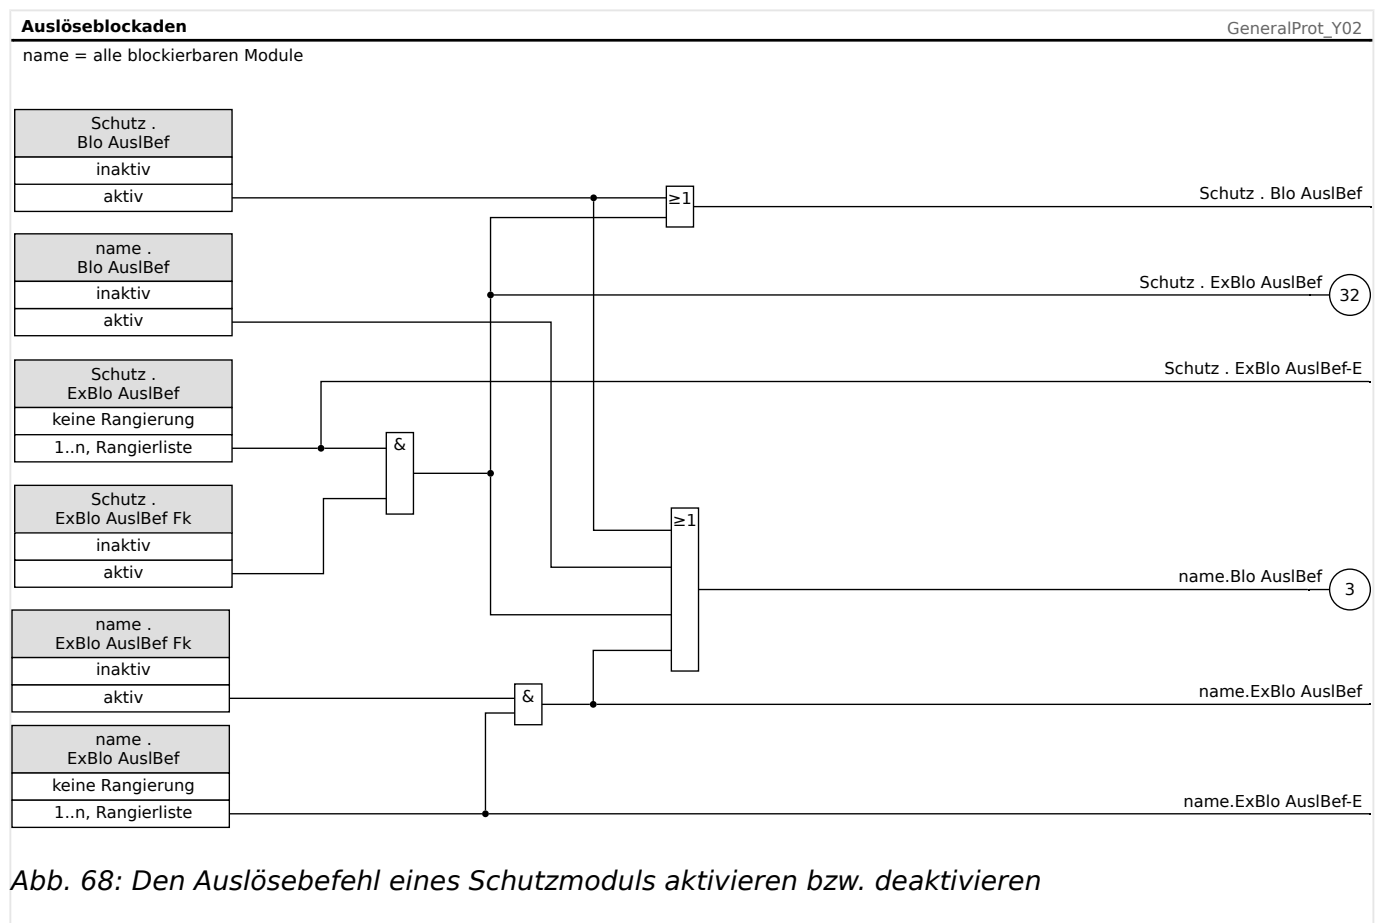 Auslöseblockaden
GeneralProt_Y02
name = alle blockierbaren Module
Schutz .
Blo AuslBef
inaktiv
aktiv
≥1
Schutz . Blo AuslBef
name .
Blo AuslBef
inaktiv
aktiv
Schutz . ExBlo AuslBef
32
Schutz .
ExBlo AuslBef
keine Rangierung
1..n, Rangierliste
Schutz . ExBlo AuslBef-E
&
Schutz .
ExBlo AuslBef Fk
inaktiv
aktiv
≥1
name.Blo AuslBef
3
name .
ExBlo AuslBef Fk
inaktiv
aktiv
&
name.ExBlo AuslBef
name .
ExBlo AuslBef
keine Rangierung
1..n, Rangierliste
name.ExBlo AuslBef-E
Abb. 68: Den Auslösebefehl eines Schutzmoduls aktivieren bzw. deaktivieren